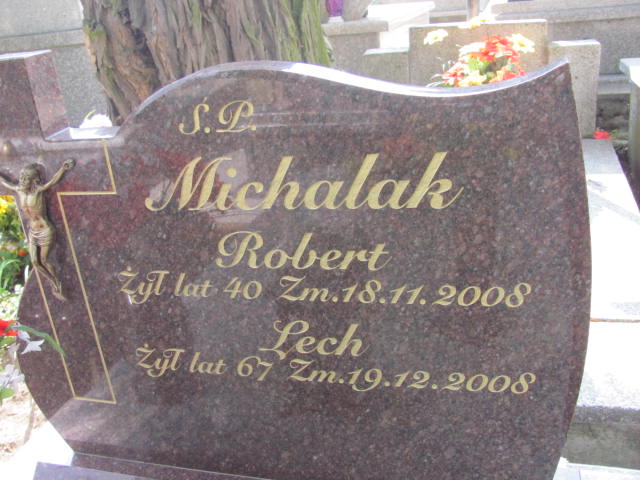 Ś.P.
Michalak
Robert
Żył lat 40 Zm.18.11.2008
Lech
Żył lat 67 Zm.19.12.2008